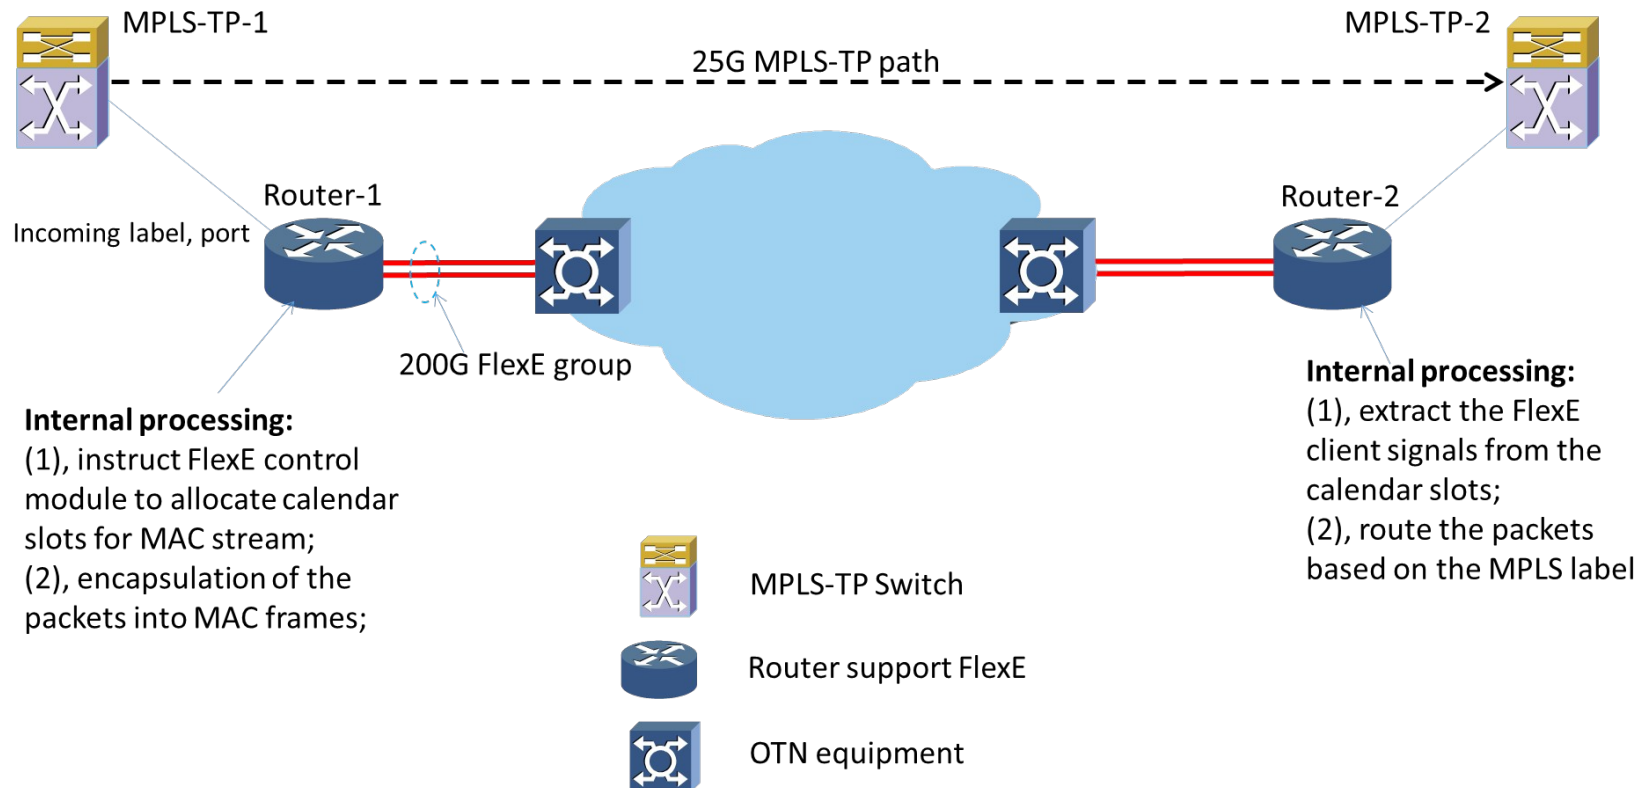 MPLS-TP-1
MPLS-TP-2
25G MPLS-TP path
Router-1
Router-2
Incoming label, port
200G FlexE group
Internal processing:
(1), instruct FlexE control
module to allocate calendar
slots for MAC stream;
(2), encapsulation of the
packets into MAC frames;
Internal processing:
(1), extract the FlexE
client signals from the
calendar slots;
(2), route the packets
based on the MPLS label
MPLS-TP Switch
Router support FlexE
OTN equipment